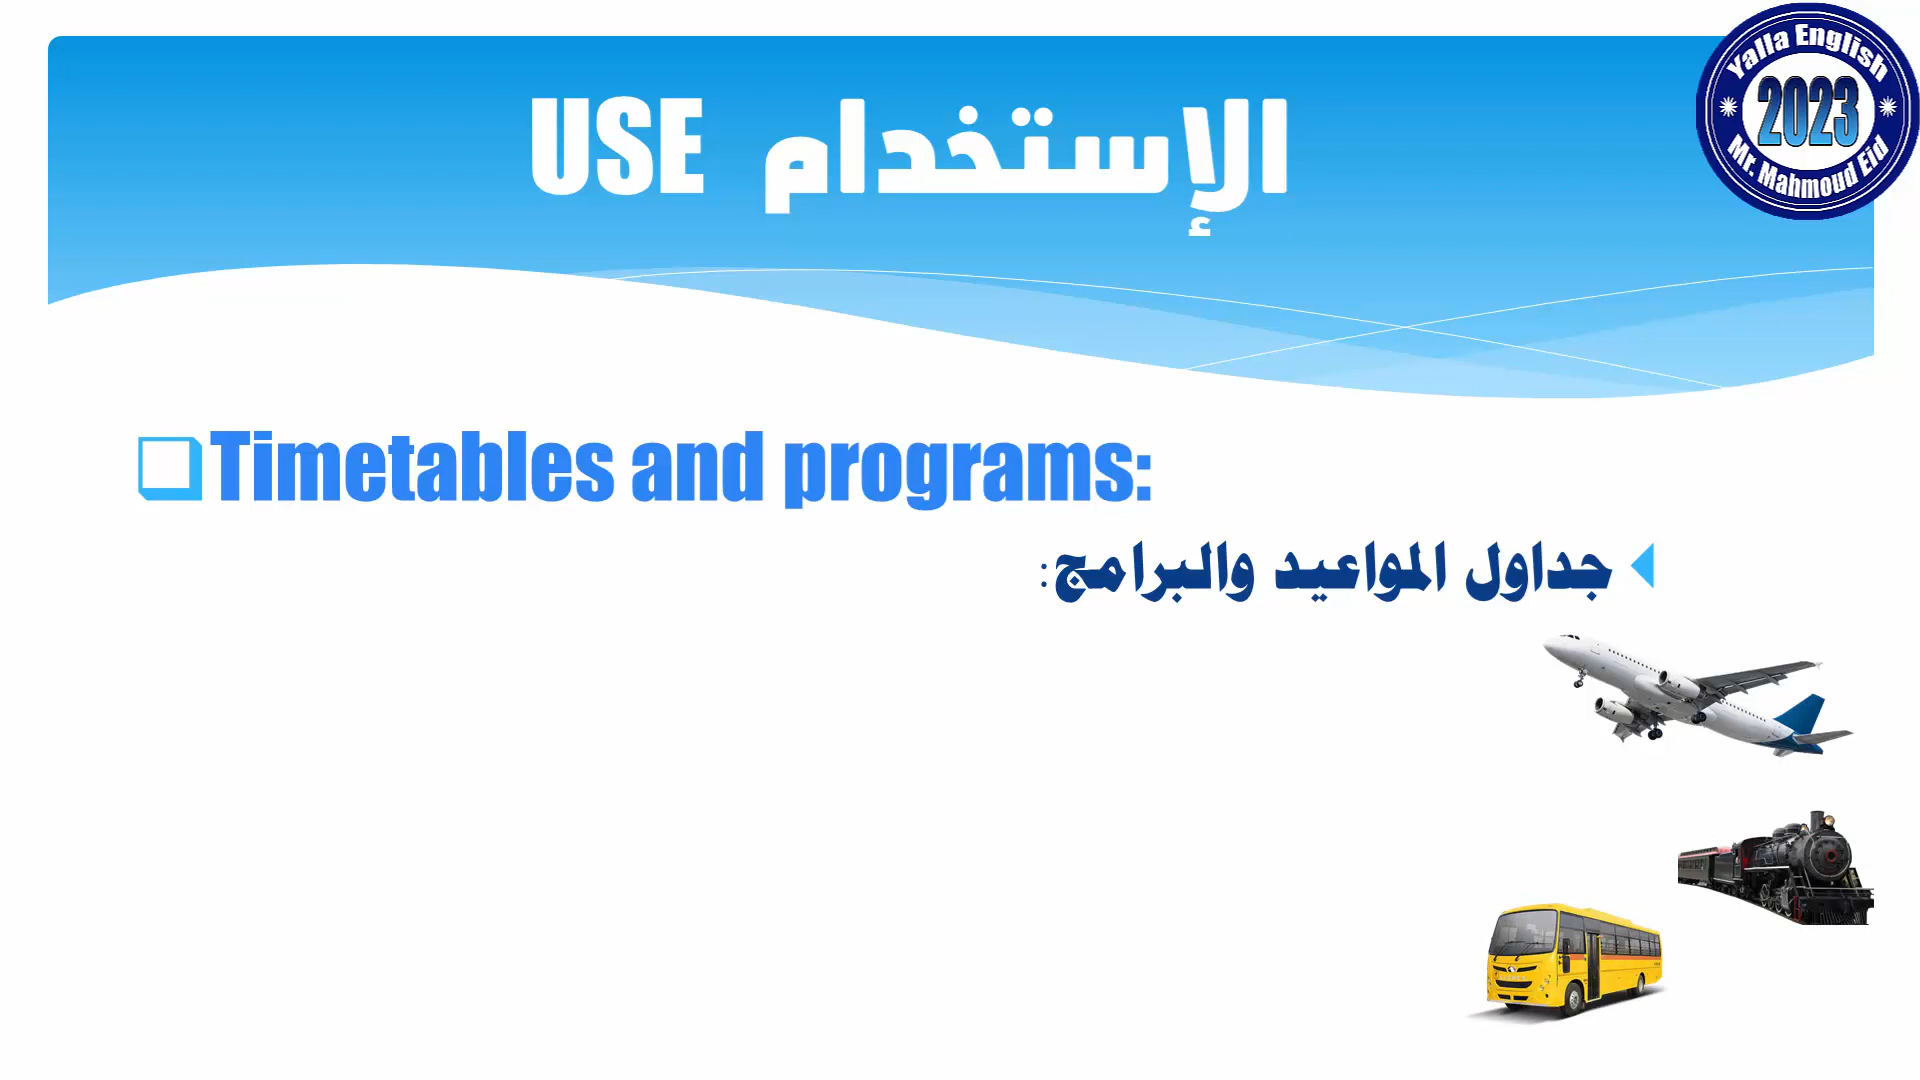 الإستخدام USE
Yalla English
2023
Mr. Mahmoud Eid
Timetables and programs:
جداول المواعيد والبرامج: